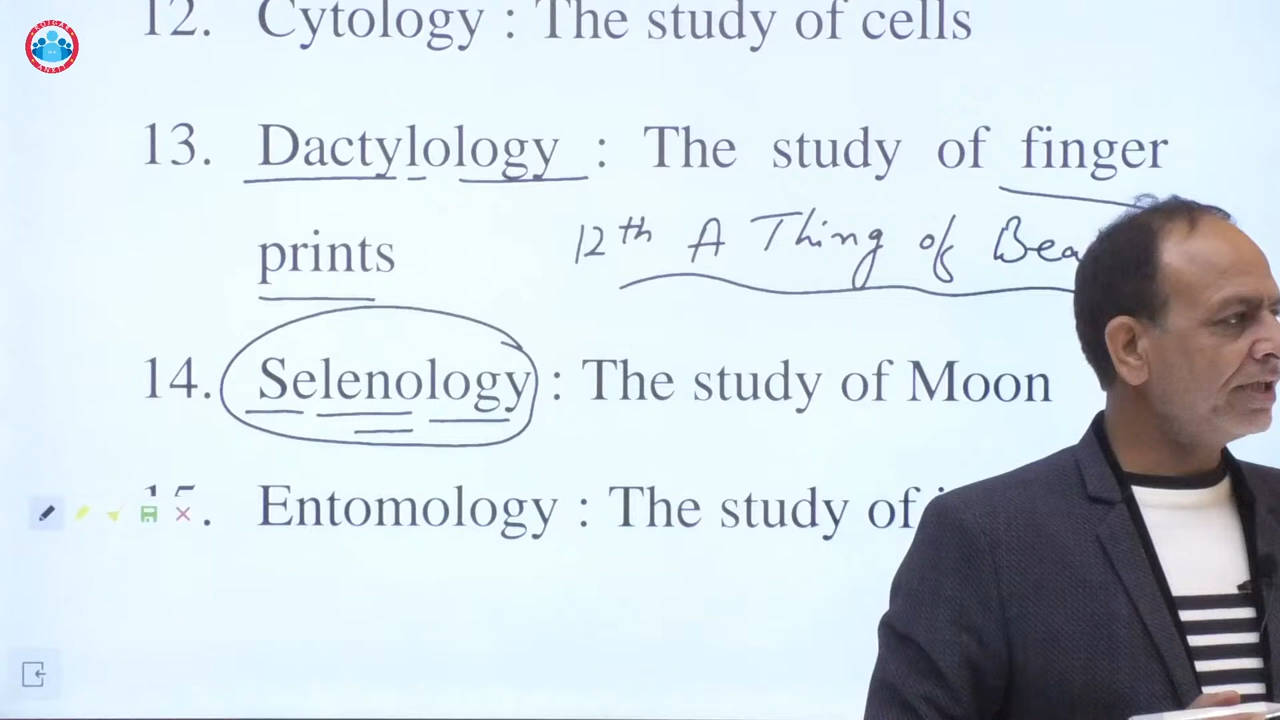 12. Cytology : The study of cells
13. Dactylology : The study of finger
prints
12th A Thing of
14. Selenology : The study of Moon
Entomology : The study of